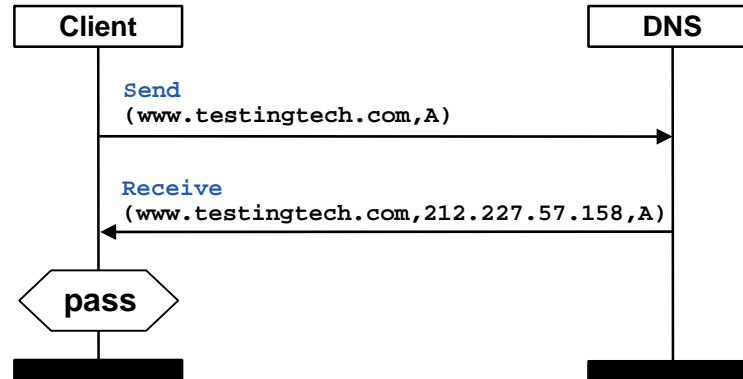 Client
DNS
Send
(www.testingtech.com,A)
Receive
(www.testingtech.com,212.227.57.158,A)
pass